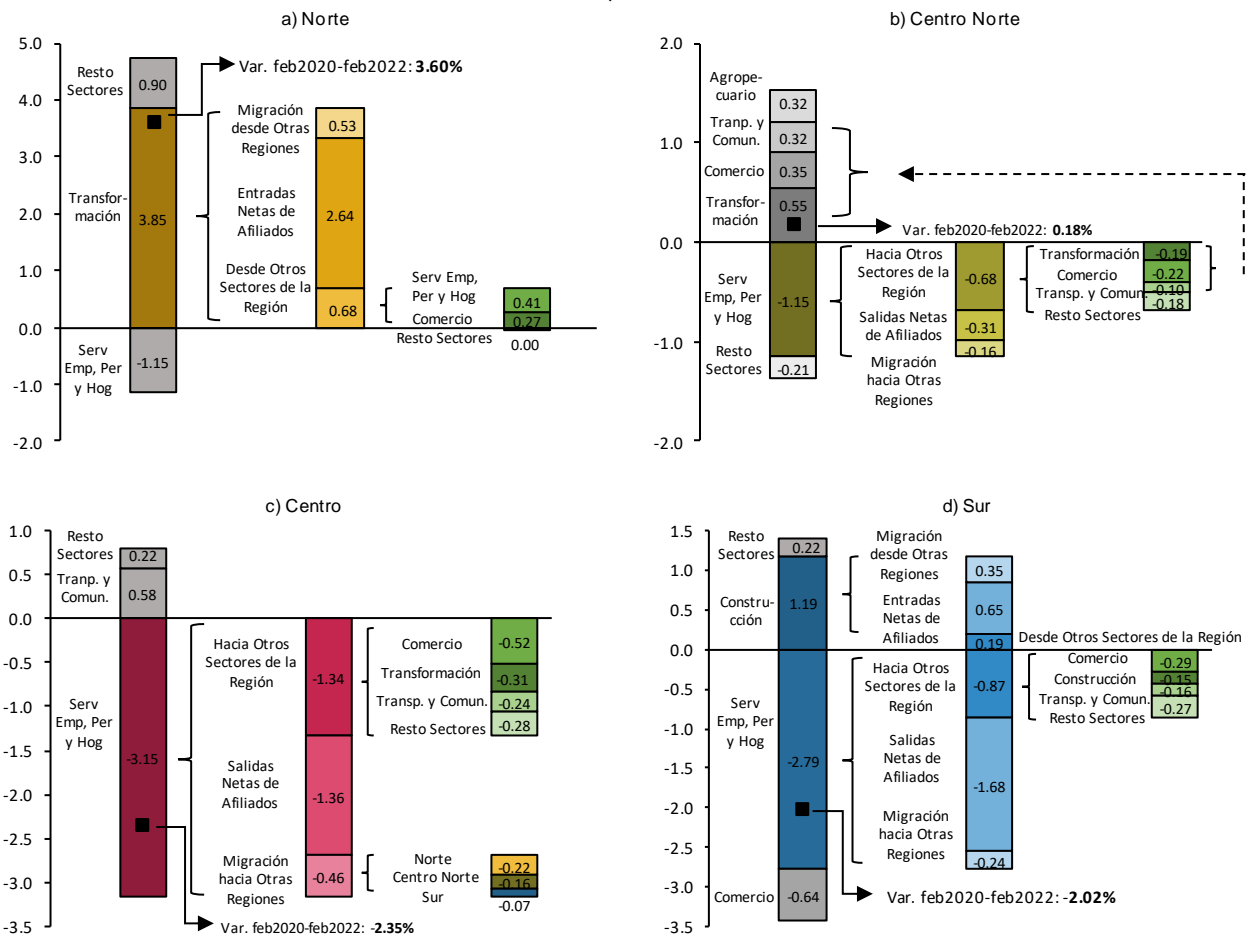 a) Norte
5.0
4.0
3.0
2.0
1.0
0.0
-1.0
-2.0
Resto
Sectores
0.90
Var. feb2020-feb2022: 3.60%
Transfor-
mación
3.85
Serv
Emp, Per
y Hog
-1.15
Migración
desde Otras
Regiones
0.53
Entradas
Netas de
Afiliados
2.64
Desde Otros
Sectores de la
Región
0.68
Serv Emp,
Per y Hog
0.41
Comercio
0.27
Resto Sectores
0.00
b) Centro Norte
2.0
1.0
0.0
-1.0
-2.0
Agrope-
cuario
0.32
Tranp. y
Comun.
0.32
Comercio
0.35
Transfor-
mación
0.55
Var. feb2020-feb2022: 0.18%
Serv
Emp, Per
y Hog
-1.15
Resto
Sectores
-0.21
Hacia Otros
Sectores de la
Región
-0.68
Salidas Netas
de Afiliados
-0.31
Migración
hacia Otras
Regiones
-0.16
Transformación
-0.19
Comercio
-0.22
Transp. y Comun.
-0.10
Resto Sectores
-0.18
c) Centro
1.0
0.5
0.0
-0.5
-1.0
-1.5
-2.0
-2.5
-3.0
-3.5
Resto
Sectores
0.22
Tranp. y
Comun.
0.58
Serv
Emp, Per
y Hog
-3.15
Hacia Otros
Sectores de la
Región
-1.34
Salidas
Netas de
Afiliados
-1.36
Migración
hacia Otras
Regiones
-0.46
Comercio
-0.52
Transformación
-0.31
Transp. y Comun.
-0.24
Resto Sectores
-0.28
Norte
-0.22
Centro Norte
-0.16
Sur
-0.07
Var. feb2020-feb2022: -2.35%
d) Sur
1.5
1.0
0.5
0.0
-0.5
-1.0
-1.5
-2.0
-2.5
-3.0
-3.5
Resto
Sectores
0.22
Constru-
cción
1.19
Serv
Emp, Per
y Hog
-2.79
Comercio
-0.64
Migración
desde Otras
Regiones
0.35
Entradas
Netas de
Afiliados
0.65
Desde Otros Sectores de la Región
0.19
Hacia Otros
Sectores de la
Región
-0.87
Salidas
Netas de
Afiliados
-1.68
Migración
hacia Otras
Regiones
-0.24
Comercio
-0.29
Construcción
-0.15
Transp. y Comun.
-0.16
Resto Sectores
-0.27
Var. feb2020-feb2022: -2.02%